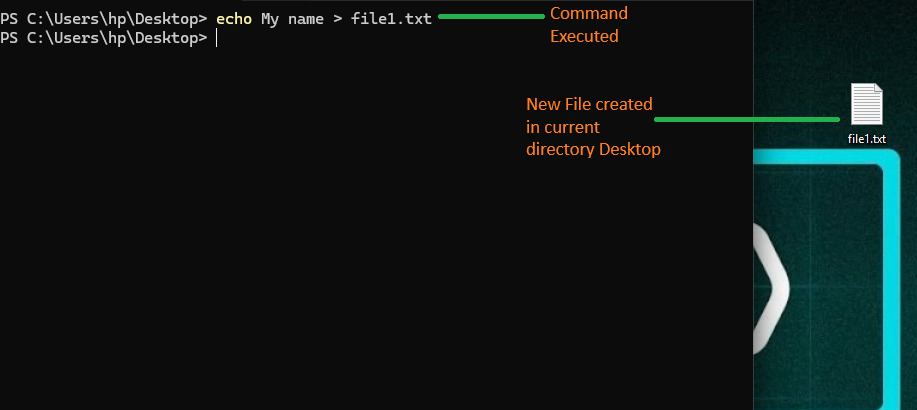 PS C:\Users\hp\Desktop> echo My name > file1.txt
PS C:\Users\hp\Desktop>
Command
Executed
New File created
in current
directory Desktop
file1.txt